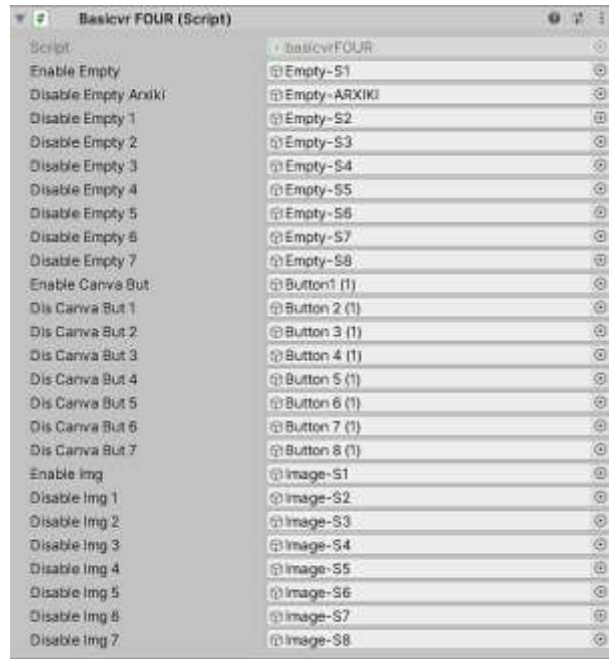 Basicvr FOUR (Script)
Script basicvrFOUR
Enable Empty Empty-S1
Disable Empty Arxiki Empty-ARXIKI
Disable Empty 1 Empty-S2
Disable Empty 2 Empty-S3
Disable Empty 3 Empty-S4
Disable Empty 4 Empty-S5
Disable Empty 5 Empty-S6
Disable Empty 6 Empty-S7
Disable Empty 7 Empty-S8
Enable Canva But Button1 (1)
Dis Canva But 1 Button 2 (1)
Dis Canva But 2 Button 3 (1)
Dis Canva But 3 Button 4 (1)
Dis Canva But 4 Button 5 (1)
Dis Canva But 5 Button 6 (1)
Dis Canva But 6 Button 7 (1)
Dis Canva But 7 Button 8 (1)
Enable Img Image-S1
Disable Img 1 Image-S2
Disable Img 2 Image-S3
Disable Img 3 Image-S4
Disable Img 4 Image-S5
Disable Img 5 Image-S6
Disable Img 6 Image-S7
Disable Img 7 Image-S8